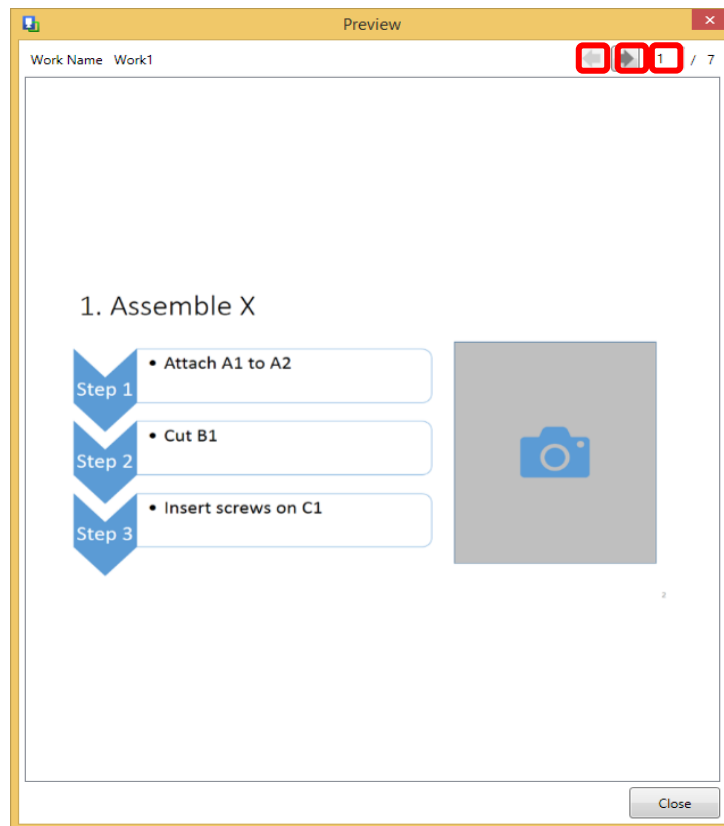 Preview
Work Name Work1
1 / 7
1. Assemble X
Step 1
• Attach A1 to A2
Step 2
• Cut B1
Step 3
• Insert screws on C1
2
Close